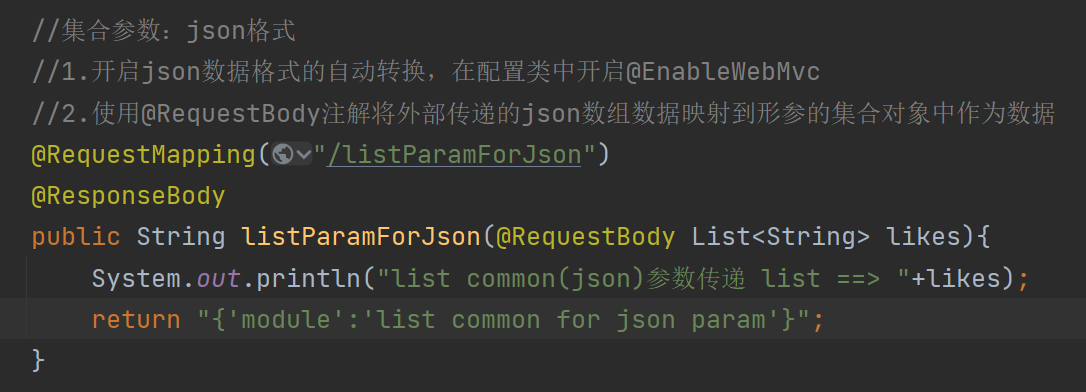 //集合参数：json格式
//1.开启json数据格式的自动转换，在配置类中开启@EnableWebMvc
//2.使用@RequestBody注解将外部传递的json数组数据映射到形参的集合对象中作为数据
@RequestMapping("/listParamForJson")
@ResponseBody
public String listParamForJson(@RequestBody List<String> likes){
    System.out.println("list common(json)参数传递 list ==> "+likes);
    return "{'module':'list common for json param'}";
}